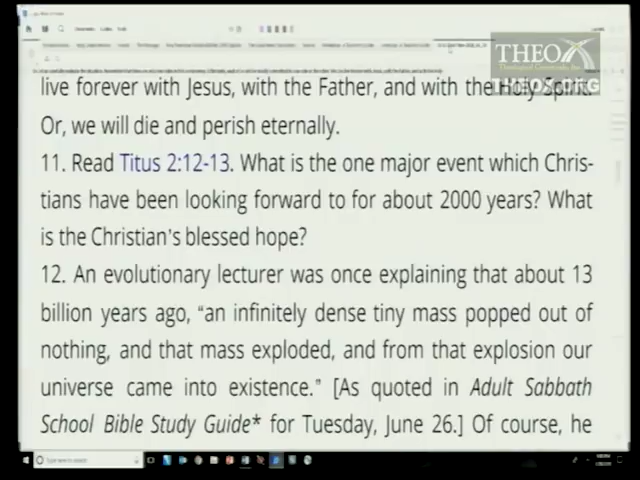 THEOX
THEOS.ORG
live forever with Jesus, with the Father, and with the Holy Spirit.
Or, we will die and perish eternally.
11. Read Titus 2:12-13. What is the one major event which Chris-
tians have been looking forward to for about 2000 years? What
is the Christian's blessed hope?
12. An evolutionary lecturer was once explaining that about 13
billion years ago, "an infinitely dense tiny mass popped out of
nothing, and that mass exploded, and from that explosion our
universe came into existence." [As quoted in Adult Sabbath
School Bible Study Guide* for Tuesday, June 26.] Of course, he